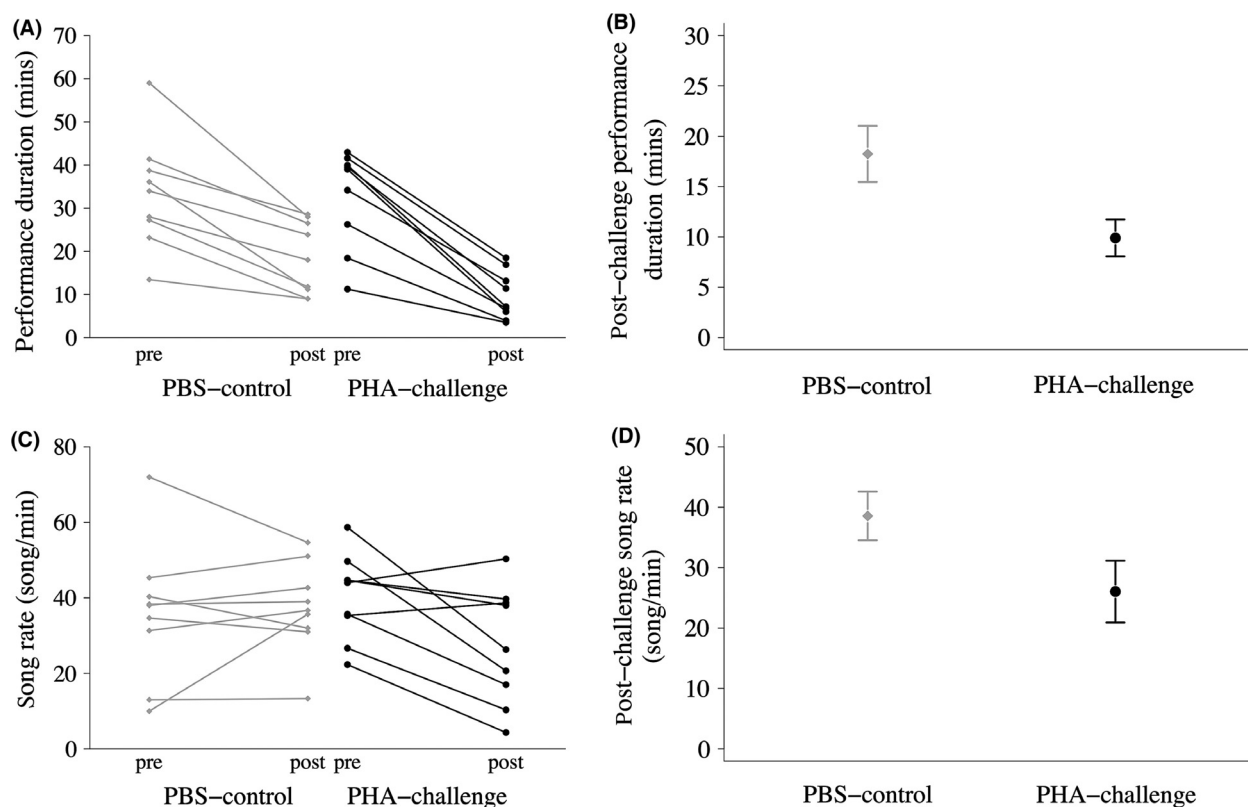 (A)
Performance duration (mins)
70
60
50
40
30
20
10
0
pre
post
pre
post
PBS–control
PHA–challenge
(B)
Post–challenge performance
duration (mins)
30
25
20
15
10
5
0
PBS–control
PHA–challenge
(C)
Song rate (song/min)
80
60
40
20
0
pre
post
pre
post
PBS–control
PHA–challenge
(D)
Post–challenge song rate
(song/min)
50
40
30
20
10
0
PBS–control
PHA–challenge